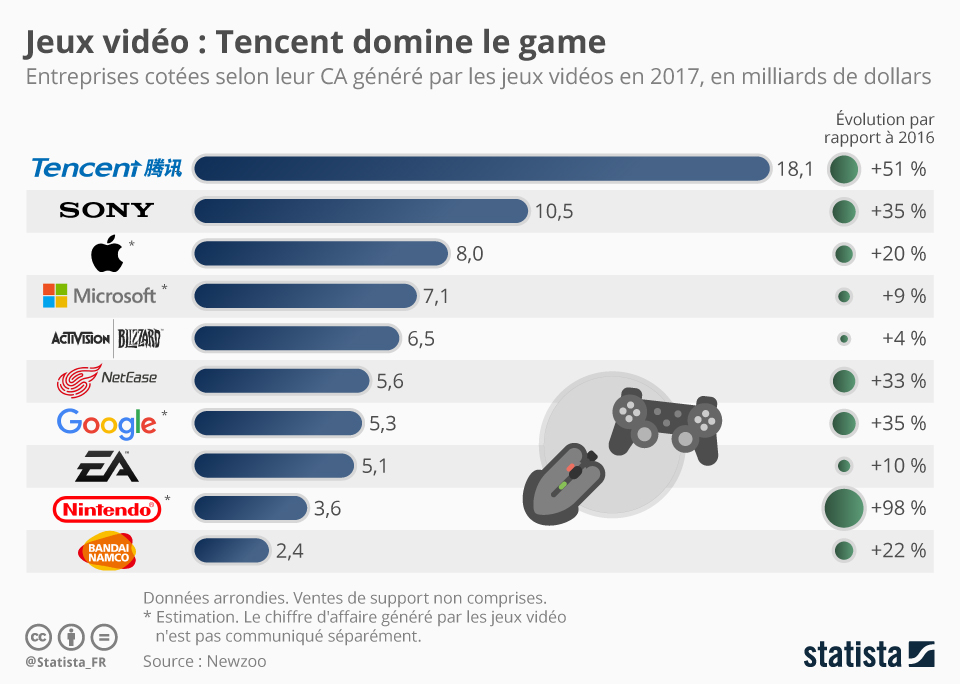 Jeux vidéo : Tencent domine le game
Entreprises cotées selon leur CA généré par les jeux vidéos en 2017, en milliards de dollars
Évolution par
rapport à 2016
Tencent 腾讯 18,1 +51 %
SONY 10,5 +35 %
* 8,0 +20 %
Microsoft * 7,1 +9 %
ACTIVISION BLIZZARD 6,5 +4 %
NETEASE 5,6 +33 %
Google * 5,3 +35 %
EA™ 5,1 +10 %
Nintendo® * 3,6 +98 %
BANDAI
NAMCO 2,4 +22 %
Données arrondies. Ventes de support non comprises.
* Estimation. Le chiffre d'affaire généré par les jeux vidéo
n'est pas communiqué séparément.
Source : Newzoo
cc
@Statista_FR
statista